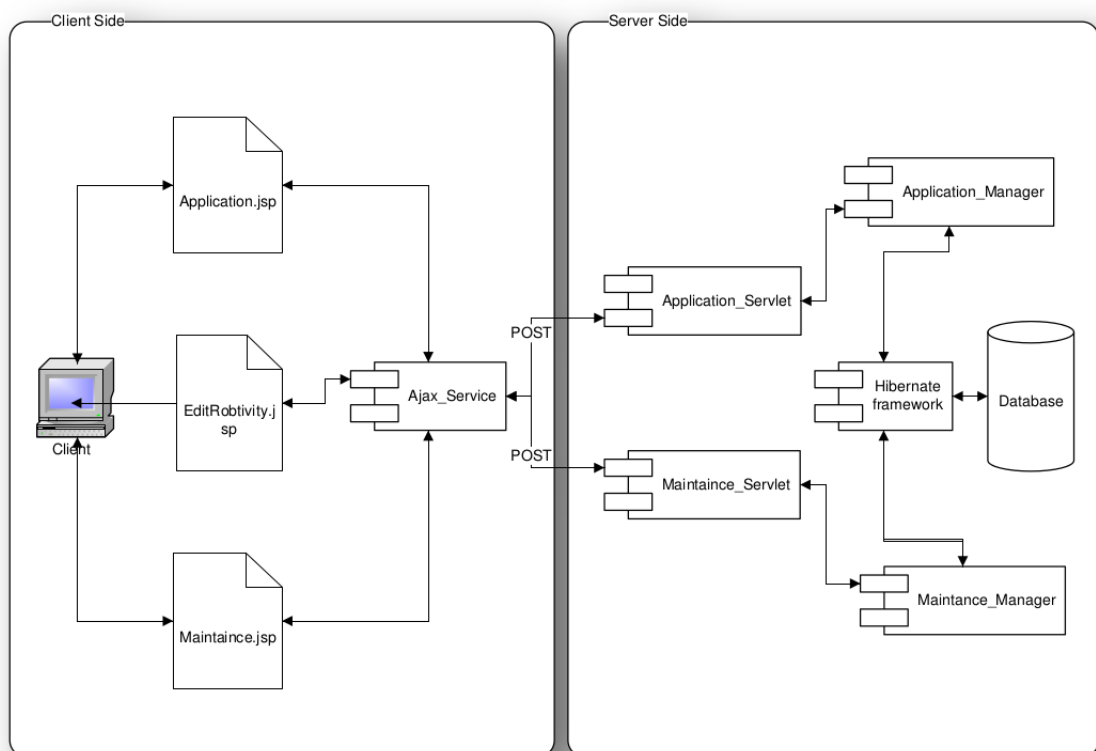 Client Side
Server Side
Application.jsp
Application_Manager
Application_Servlet
POST
EditRobtivity.j
sp
Ajax_Service
Hibernate
framework
Database
Client
POST
Maintaince_Servlet
Maintance_Manager
Maintaince.jsp